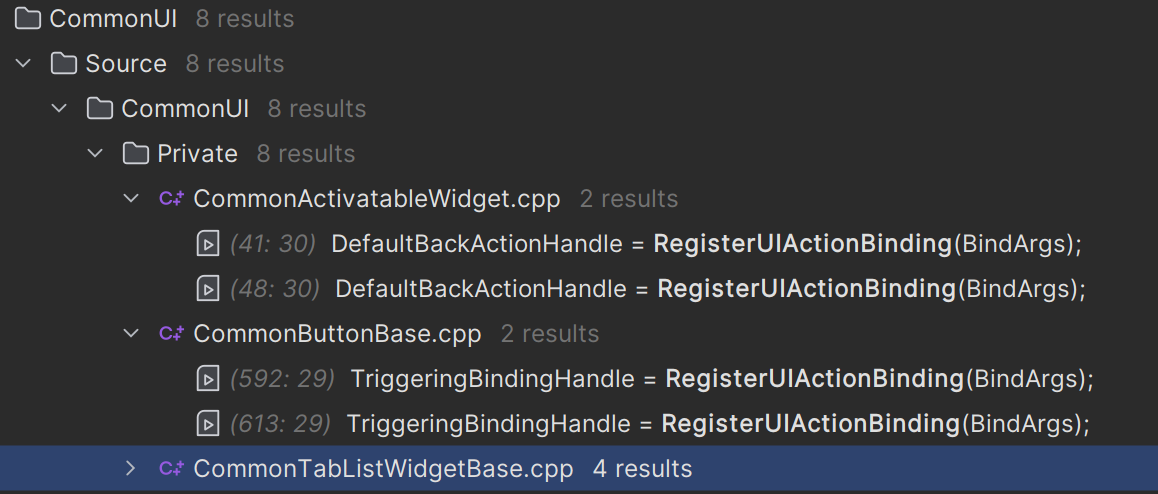 CommonUI 8 results
Source 8 results
CommonUI 8 results
Private 8 results
C++ CommonActivatableWidget.cpp 2 results
(41: 30) DefaultBackActionHandle = RegisterUIActionBinding(BindArgs);
(48: 30) DefaultBackActionHandle = RegisterUIActionBinding(BindArgs);
C++ CommonButtonBase.cpp 2 results
(592: 29) TriggeringBindingHandle = RegisterUIActionBinding(BindArgs);
(613: 29) TriggeringBindingHandle = RegisterUIActionBinding(BindArgs);
C++ CommonTabListWidgetBase.cpp 4 results